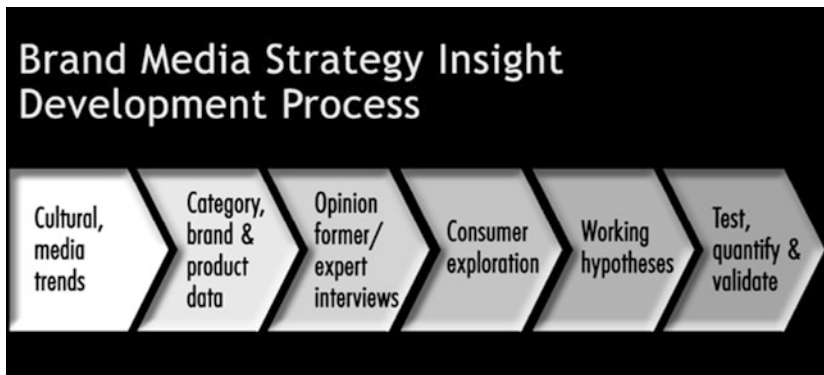 Brand Media Strategy Insight
Development Process
Cultural,
media
trends
Category,
brand &
product
data
Opinion
former/
expert
interviews
Consumer
exploration
Working
hypotheses
Test,
quantify &
validate